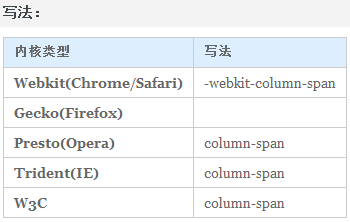 写法：
内核类型 写法
Webkit(Chrome/Safari) -webkit-column-span
Gecko(Firefox)
Presto(Opera) column-span
Trident(IE) column-span
W3C column-span